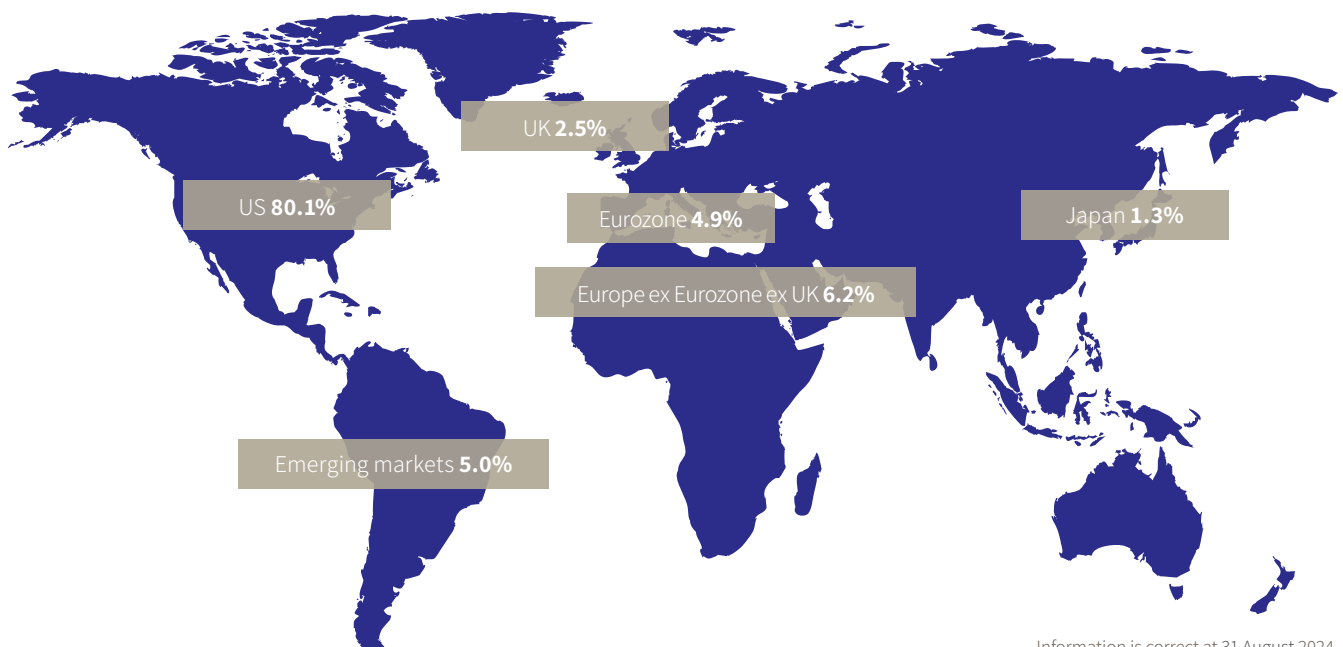 UK 2.5%
US 80.1%
Eurozone 4.9%
Japan 1.3%
Europe ex Eurozone ex UK 6.2%
Emerging markets 5.0%
Information is correct at 31 August 2024